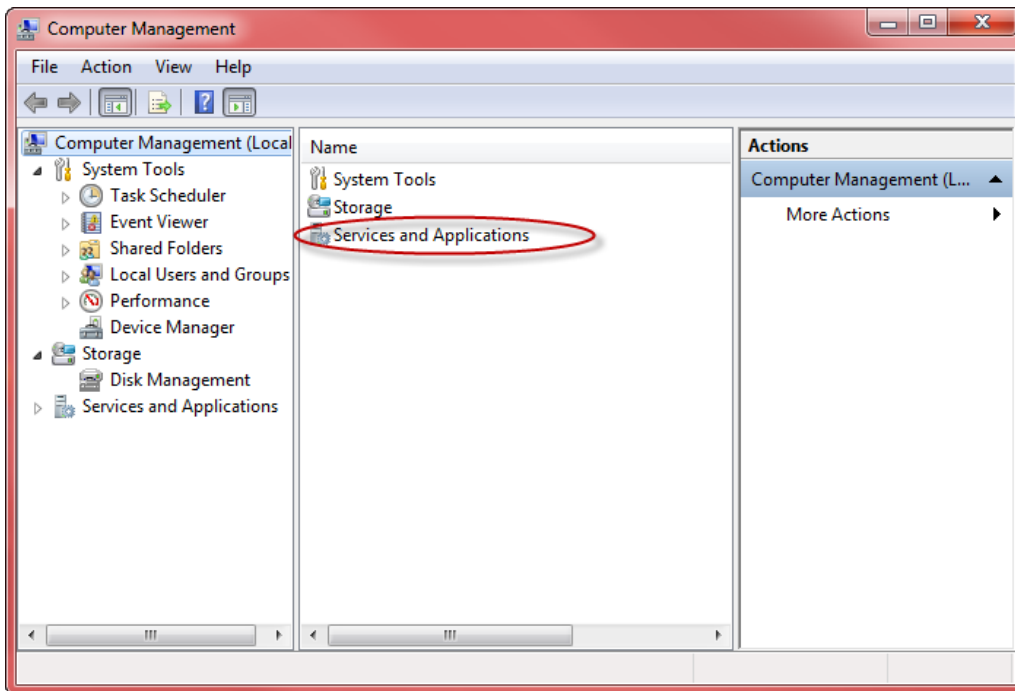 Computer Management
File Action View Help
Computer Management (Local
System Tools
Task Scheduler
Event Viewer
Shared Folders
Local Users and Groups
Performance
Device Manager
Storage
Disk Management
Services and Applications
Name
System Tools
Storage
Services and Applications
Actions
Computer Management (L...
More Actions